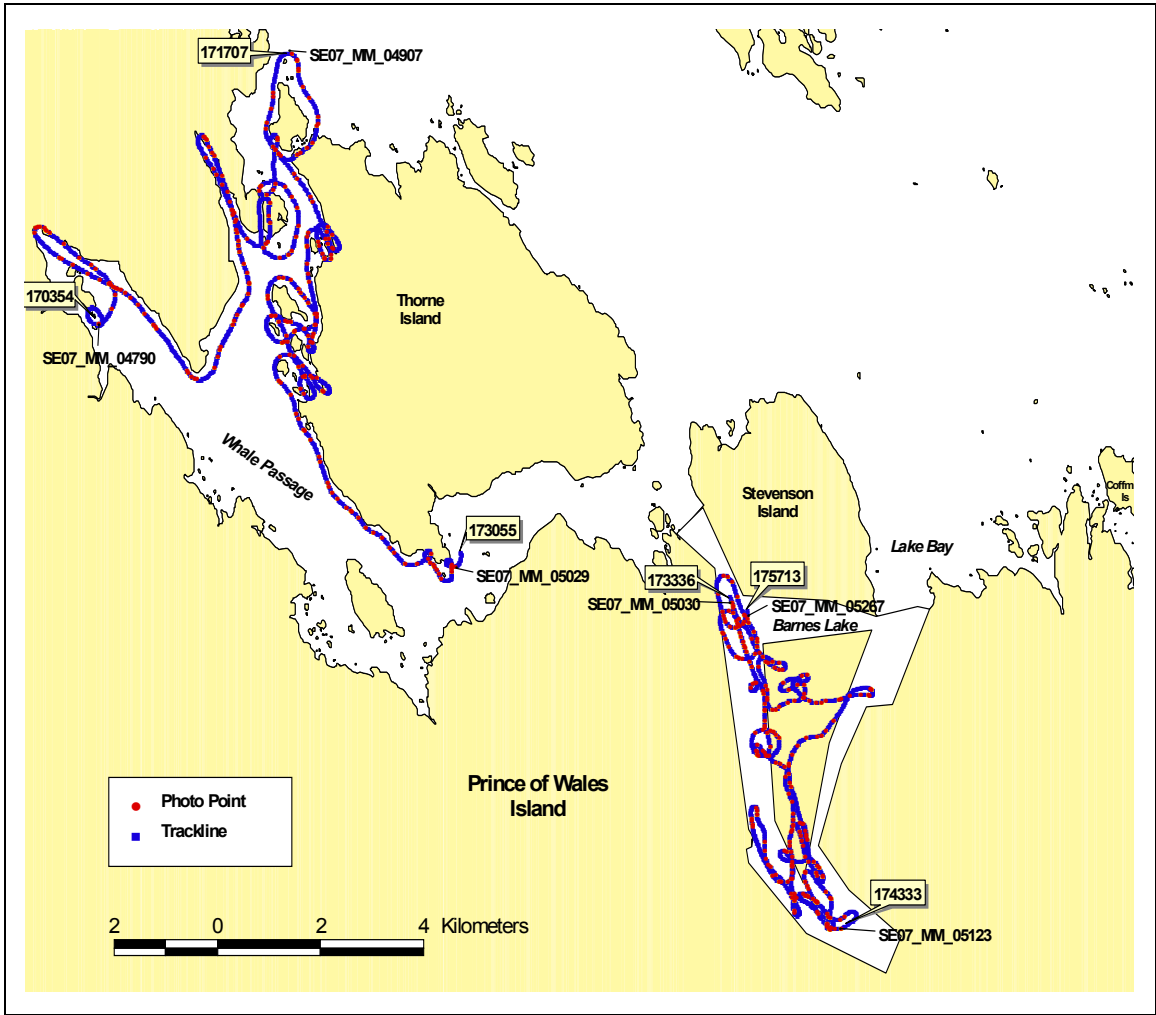 171707
SE07_MM_04907
170354
SE07_MM_04790
Thorne
Island
Whale Passage
173055
SE07_MM_05029
Stevenson
Island
Coffm
Is
Lake Bay
173336
175713
SE07_MM_05030
SE07_MM_05267
Barnes Lake
Prince of Wales
Island
Photo Point
Trackline
174333
SE07_MM_05123
2 0 2 4 Kilometers